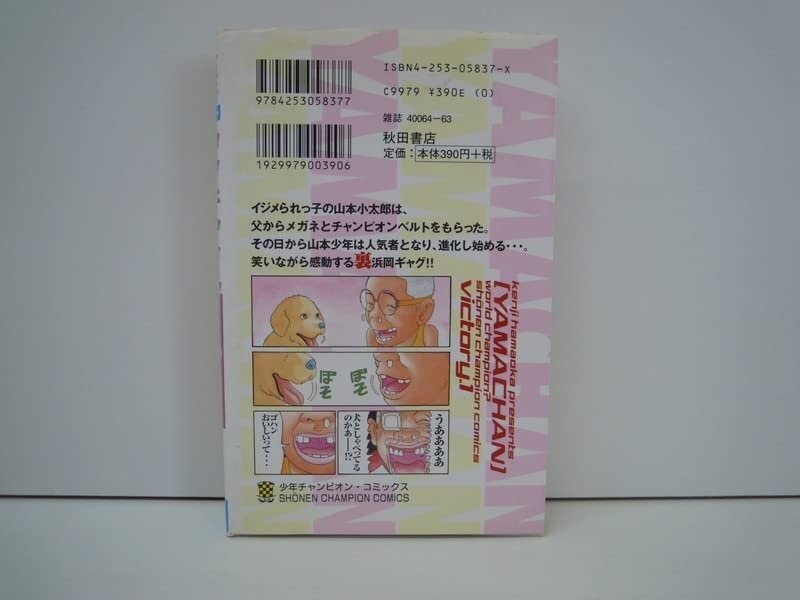 ISBN4-253-05837-X
C9979 ¥390E (0)
雑誌 40064-63
秋田書店
定価:本体390円+税
9784253058377
1929979003906
イジメられっ子の山本小太郎は、
父からメガネとチャンピオンベルトをもらった。
その日から山本少年は人気者となり、進化し始める・・・。
笑いながら感動する裏浜岡ギャグ!!
kenji hamaoka presents
[YAMACHAN]
world champion?
shōnen champion comics
victory.1
ぼそ
ぼそ
うああああ
犬としゃべってる
のかあ——!?
ゴハン
おいしいって・・・
少年チャンピオン・コミックス
SHŌNEN CHAMPION COMICS
YAMACHAN
YAMACHAN